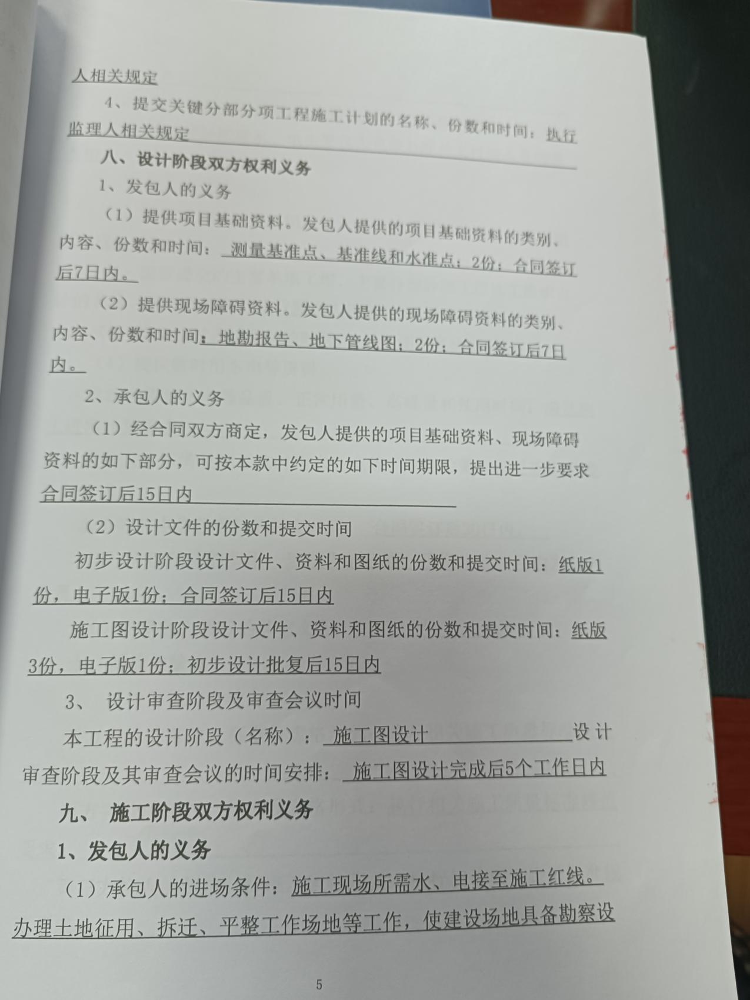 人相关规定
4、提交关键分部分项工程施工计划的名称、份数和时间：执行
监理人相关规定
八、设计阶段双方权利义务
1、发包人的义务
（1）提供项目基础资料。发包人提供的项目基础资料的类别、
内容、份数和时间： 测量基准点、基准线和水准点；2份；合同签订
后7日内。
（2）提供现场障碍资料。发包人提供的现场障碍资料的类别、
内容、份数和时间：地勘报告、地下管线图；2份；合同签订后7日
内。
2、承包人的义务
（1）经合同双方商定，发包人提供的项目基础资料、现场障碍
资料的如下部分，可按本款中约定的如下时间期限，提出进一步要求
合同签订后15日内
（2）设计文件的份数和提交时间
初步设计阶段设计文件、资料和图纸的份数和提交时间：纸版1
份，电子版1份；合同签订后15日内
施工图设计阶段设计文件、资料和图纸的份数和提交时间：纸版
3份，电子版1份；初步设计批复后15日内
3、 设计审查阶段及审查会议时间
本工程的设计阶段（名称）： 施工图设计 设计
审查阶段及其审查会议的时间安排： 施工图设计完成后5个工作日内
九、 施工阶段双方权利义务
1、发包人的义务
（1）承包人的进场条件：施工现场所需水、电接至施工红线。
办理土地征用、拆迁、平整工作场地等工作，使建设场地具备勘察设
5